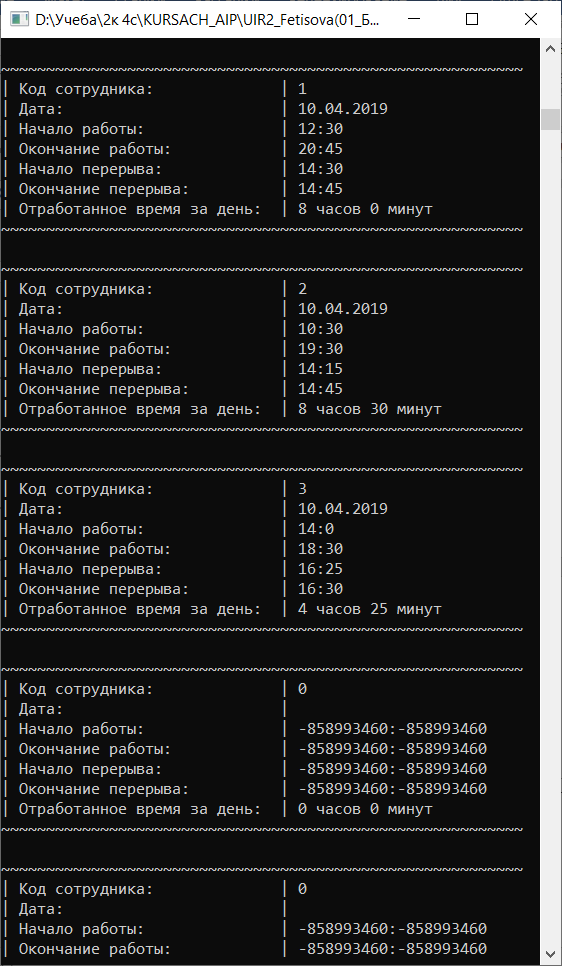 D:\Учеба\2к 4с\KURSACH_AIP\UIR2_Fetisova(01_Б...
~~~~~~~~~~~~~~~~~~~~~~~~~~~~~~~~~~~~~~~~~~~~~~~~~~~~~~~~~~
| Код сотрудника: | 1
| Дата: | 10.04.2019
| Начало работы: | 12:30
| Окончание работы: | 20:45
| Начало перерыва: | 14:30
| Окончание перерыва: | 14:45
| Отработанное время за день: | 8 часов 0 минут
~~~~~~~~~~~~~~~~~~~~~~~~~~~~~~~~~~~~~~~~~~~~~~~~~~~~~~~~~~
~~~~~~~~~~~~~~~~~~~~~~~~~~~~~~~~~~~~~~~~~~~~~~~~~~~~~~~~~~
| Код сотрудника: | 2
| Дата: | 10.04.2019
| Начало работы: | 10:30
| Окончание работы: | 19:30
| Начало перерыва: | 14:15
| Окончание перерыва: | 14:45
| Отработанное время за день: | 8 часов 30 минут
~~~~~~~~~~~~~~~~~~~~~~~~~~~~~~~~~~~~~~~~~~~~~~~~~~~~~~~~~~
~~~~~~~~~~~~~~~~~~~~~~~~~~~~~~~~~~~~~~~~~~~~~~~~~~~~~~~~~~
| Код сотрудника: | 3
| Дата: | 10.04.2019
| Начало работы: | 14:0
| Окончание работы: | 18:30
| Начало перерыва: | 16:25
| Окончание перерыва: | 16:30
| Отработанное время за день: | 4 часов 25 минут
~~~~~~~~~~~~~~~~~~~~~~~~~~~~~~~~~~~~~~~~~~~~~~~~~~~~~~~~~~
~~~~~~~~~~~~~~~~~~~~~~~~~~~~~~~~~~~~~~~~~~~~~~~~~~~~~~~~~~
| Код сотрудника: | 0
| Дата: |
| Начало работы: | -858993460:-858993460
| Окончание работы: | -858993460:-858993460
| Начало перерыва: | -858993460:-858993460
| Окончание перерыва: | -858993460:-858993460
| Отработанное время за день: | 0 часов 0 минут
~~~~~~~~~~~~~~~~~~~~~~~~~~~~~~~~~~~~~~~~~~~~~~~~~~~~~~~~~~
~~~~~~~~~~~~~~~~~~~~~~~~~~~~~~~~~~~~~~~~~~~~~~~~~~~~~~~~~~
| Код сотрудника: | 0
| Дата: |
| Начало работы: | -858993460:-858993460
| Окончание работы: | -858993460:-858993460